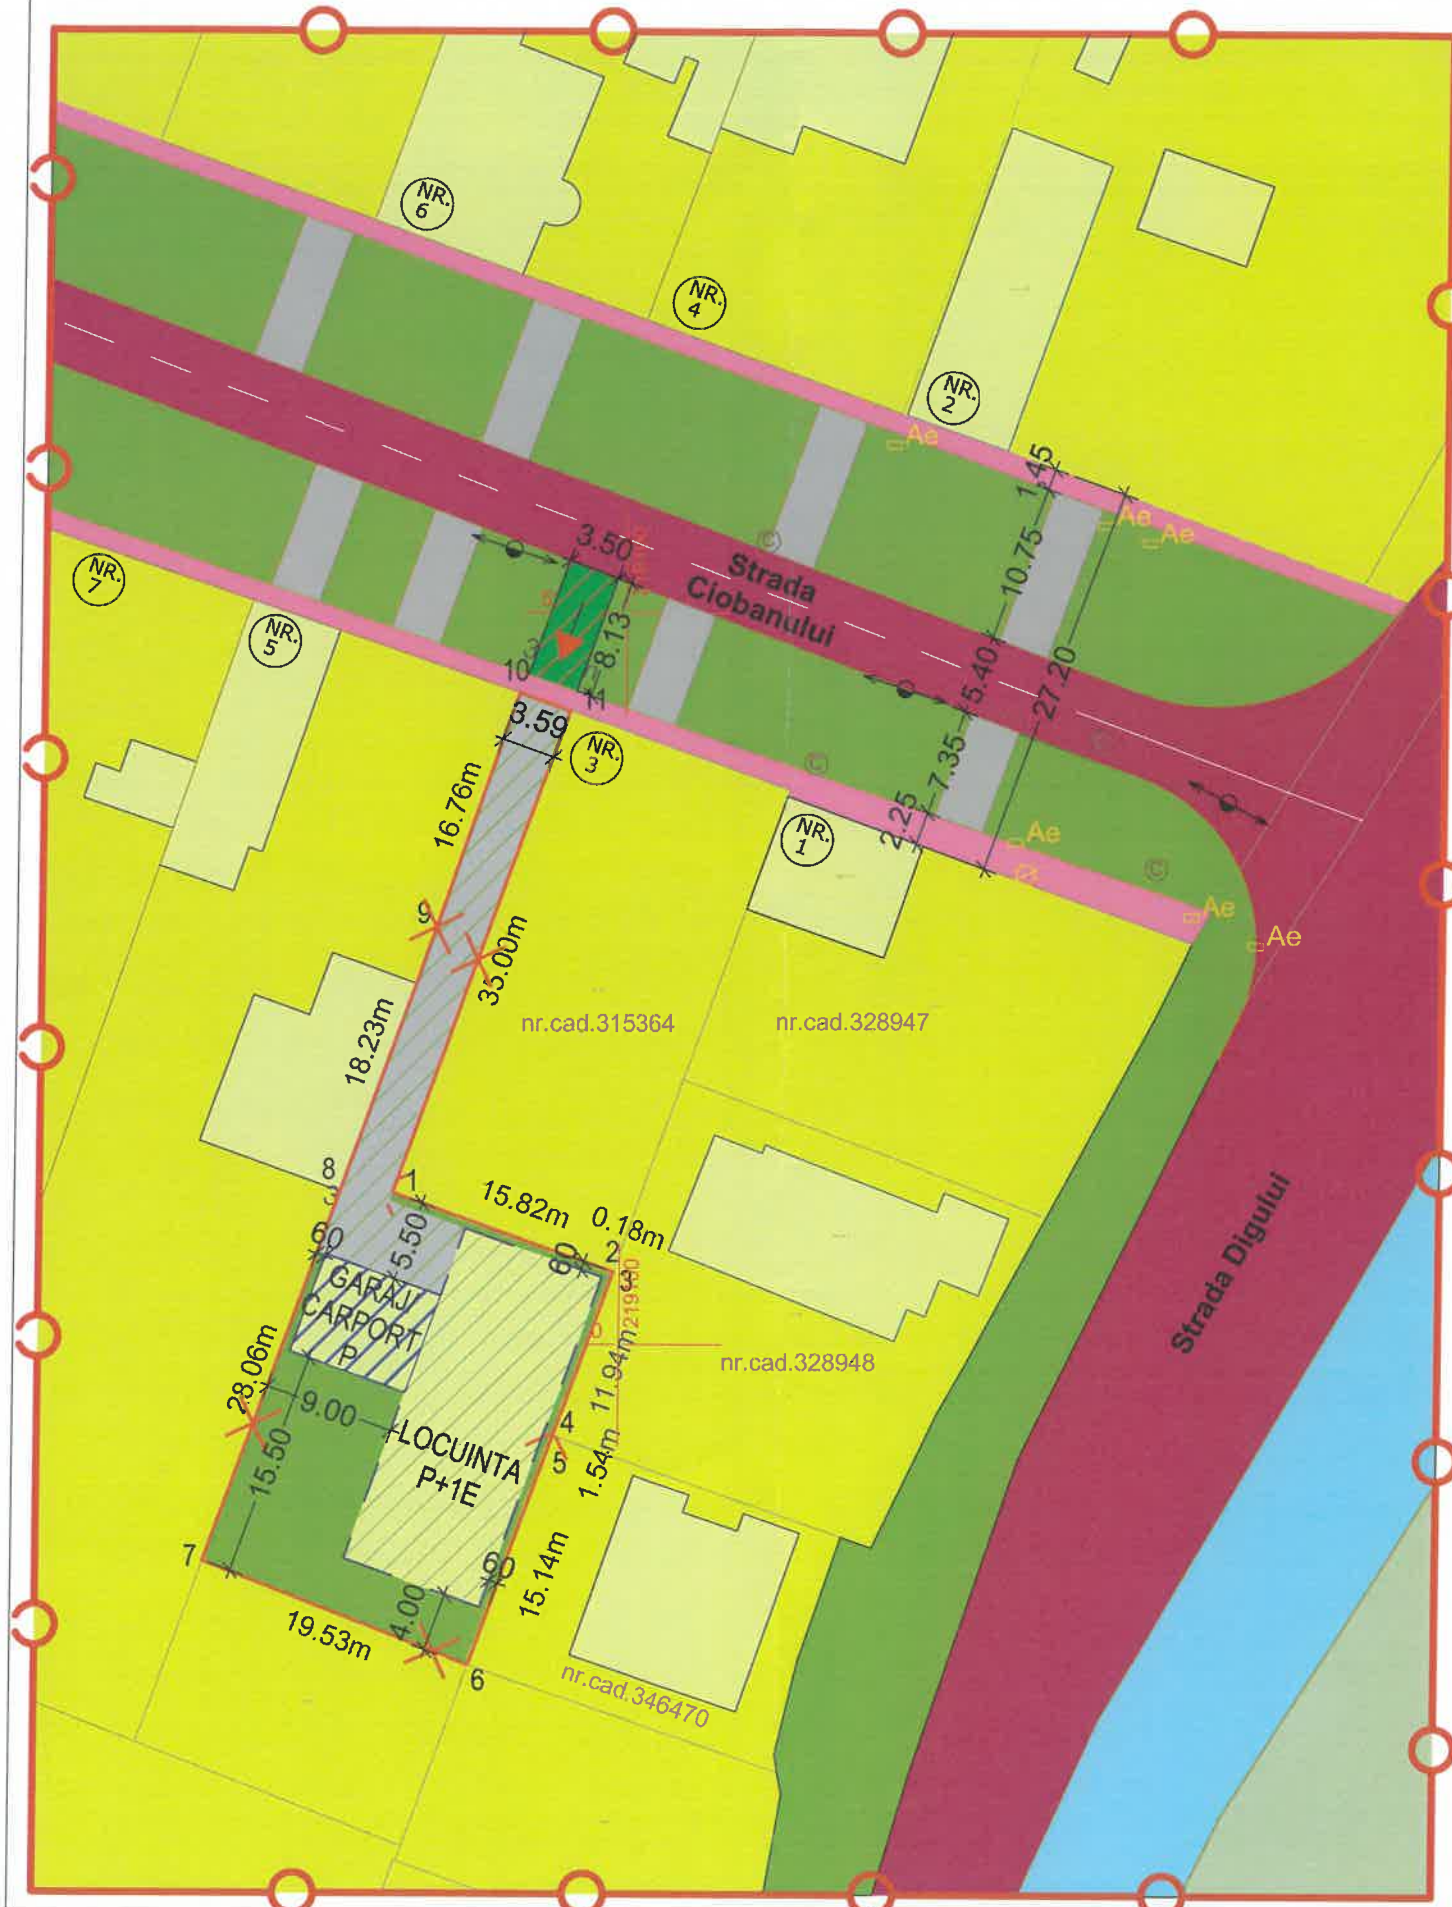 NR.
6
NR.
4
NR.
2
Ae
1.45
Ae
Ae
10.75
3.50
©
Strada
Ciobanului
NR.
7
NR.
5
8.13
5.40
27.20
10
11
3.59
NR.
3
©
©
7.35
2.25
16.76m
NR.
1
Ae
©
9
Ae
Ae
35.00m
nr.cad.315364
nr.cad.328947
18.23m
8
1
15.82m
0.18m
60
5.50
60
2
Strada Digului
GARAJ/
CARPORT
P
219100
28.06m
11.94m
nr.cad.328948
9.00
4
LOCUINTA
P+1E
5
15.50
1.54m
7
60
15.14m
4.00
19.53m
6
nr.cad.346470